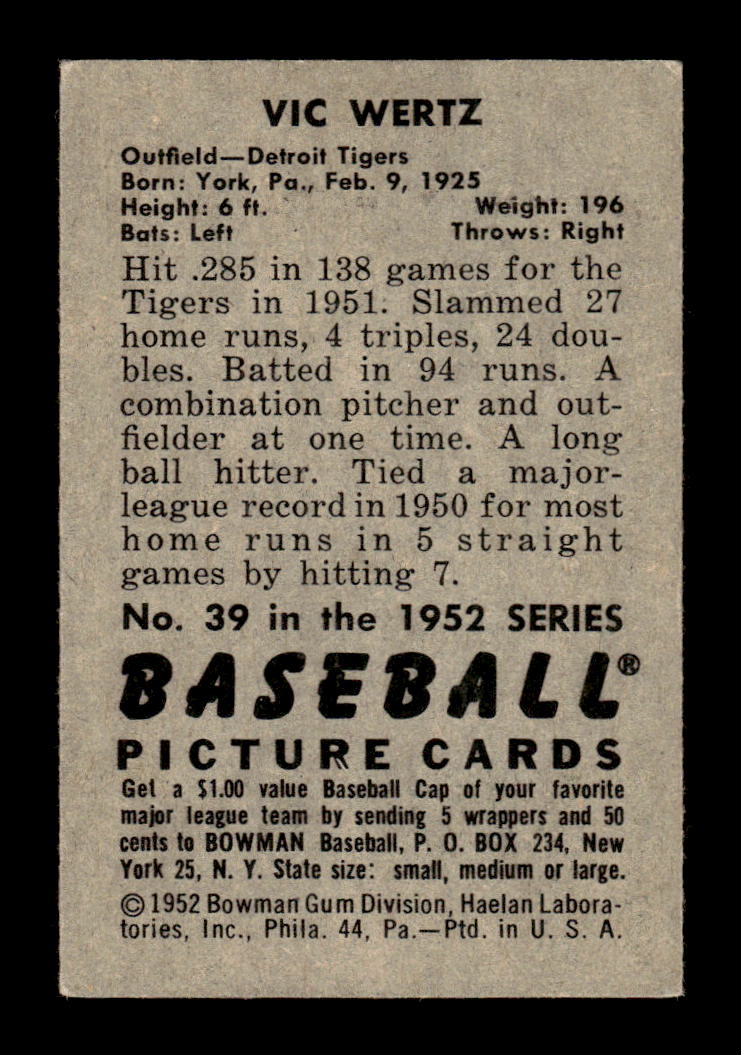 VIC WERTZ
Outfield—Detroit Tigers
Born: York, Pa., Feb. 9, 1925
Height: 6 ft. Weight: 196
Bats: Left Throws: Right
Hit .285 in 138 games for the
Tigers in 1951. Slammed 27
home runs, 4 triples, 24 dou-
bles. Batted in 94 runs. A
combination pitcher and out-
fielder at one time. A long
ball hitter. Tied a major-
league record in 1950 for most
home runs in 5 straight
games by hitting 7.
No. 39 in the 1952 SERIES
BASEBALL®
PICTURE CARDS
Get a $1.00 value Baseball Cap of your favorite
major league team by sending 5 wrappers and 50
cents to BOWMAN Baseball, P. O. BOX 234, New
York 25, N. Y. State size: small, medium or large.
© 1952 Bowman Gum Division, Haelan Labora-
tories, Inc., Phila. 44, Pa.—Ptd. in U. S. A.